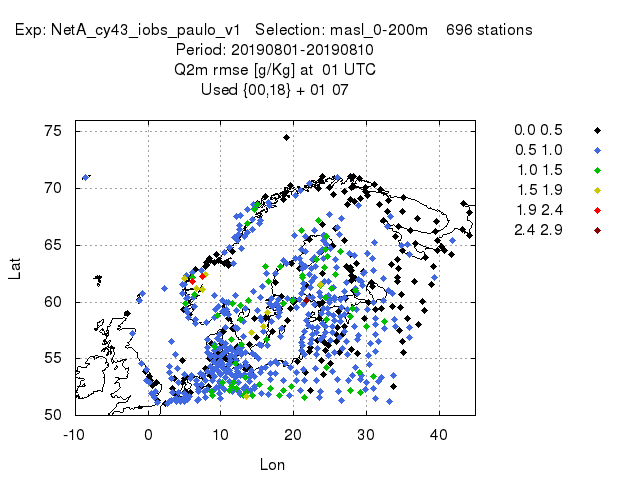 Exp: NetA_cy43_iobs_paulo_v1 Selection: masl_0-200m 696 stations
Period: 20190801-20190810
Q2m rmse [g/Kg] at 01 UTC
Used {00,18} + 01 07
75
70
65
60
55
50
Lat
-10 0 10 20 30 40
Lon
0.0 0.5
0.5 1.0
1.0 1.5
1.5 1.9
1.9 2.4
2.4 2.9